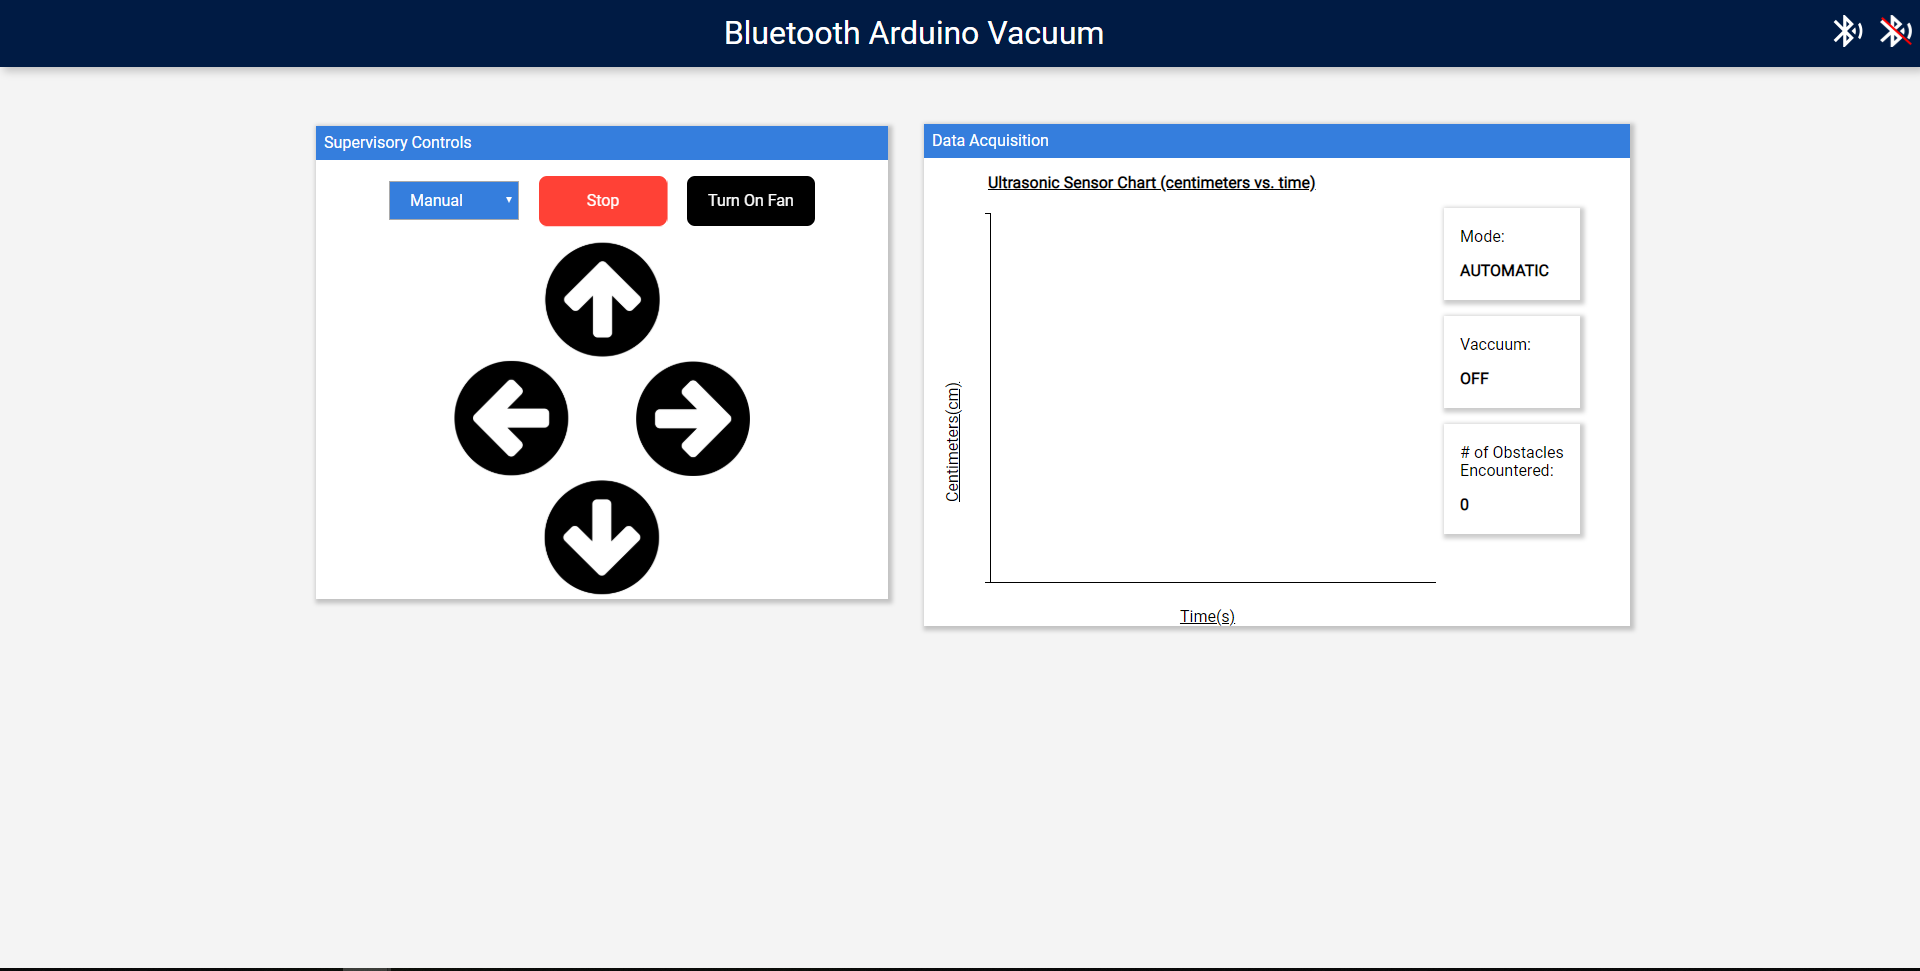 Bluetooth Arduino Vacuum
Supervisory Controls
Manual
Stop
Turn On Fan
Data Acquisition
Ultrasonic Sensor Chart (centimeters vs. time)
Centimeters(cm)
Time(s)
Mode:
AUTOMATIC
Vaccuum:
OFF
# of Obstacles
Encountered:
0